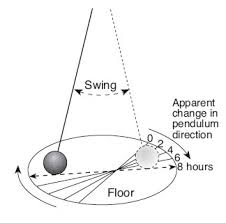 Swing
Apparent
change in
pendulum
direction
0
2
4
6
8 hours
Floor